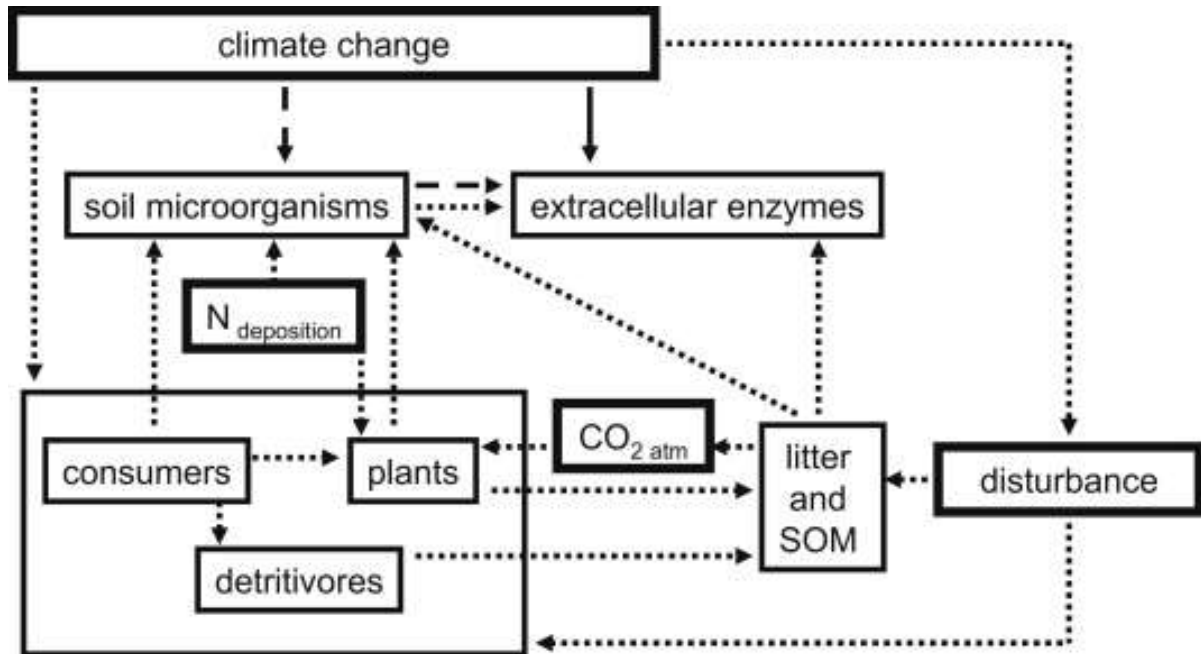 climate change
soil microorganisms
extracellular enzymes
N deposition
consumers
plants
CO2 atm
litter
and
SOM
disturbance
detritivores